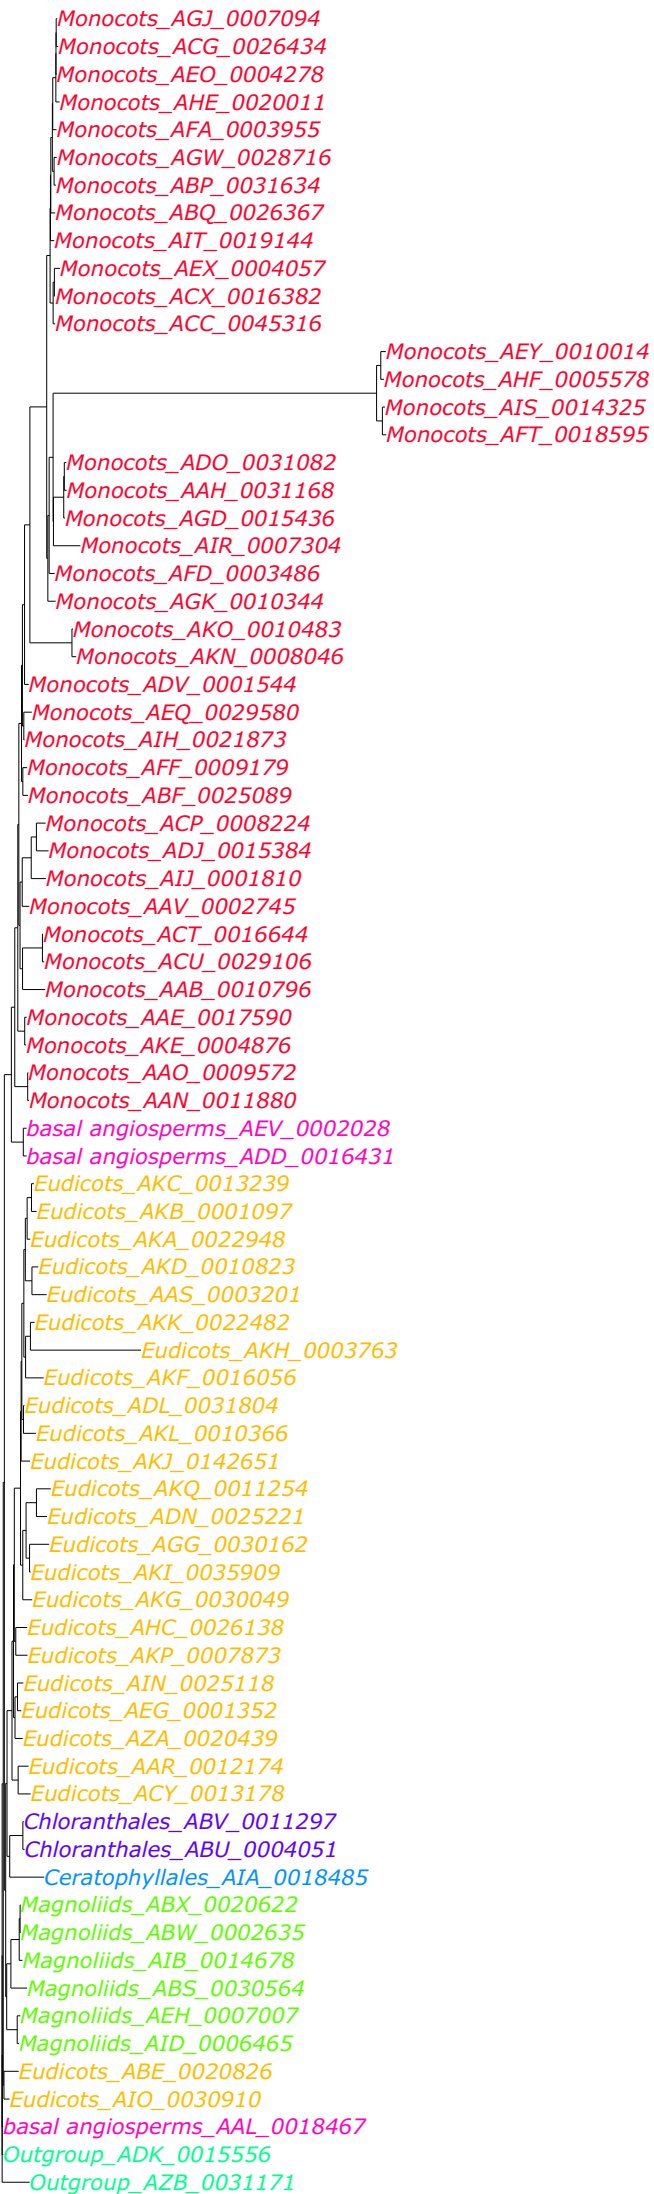 Monocots_AGJ_0007094
Monocots_ACG_0026434
Monocots_AEO_0004278
Monocots_AHE_0020011
Monocots_AFA_0003955
Monocots_AGW_0028716
Monocots_ABP_0031634
Monocots_ABQ_0026367
Monocots_AIT_0019144
Monocots_AEX_0004057
Monocots_ACX_0016382
Monocots_ACC_0045316
Monocots_AEY_0010014
Monocots_AHF_0005578
Monocots_AIS_0014325
Monocots_AFT_0018595
Monocots_ADO_0031082
Monocots_AAH_0031168
Monocots_AGD_0015436
Monocots_AIR_0007304
Monocots_AFD_0003486
Monocots_AGK_0010344
Monocots_AKO_0010483
Monocots_AKN_0008046
Monocots_ADV_0001544
Monocots_AEQ_0029580
Monocots_AIH_0021873
Monocots_AFF_0009179
Monocots_ABF_0025089
Monocots_ACP_0008224
Monocots_ADJ_0015384
Monocots_AIJ_0001810
Monocots_AAV_0002745
Monocots_ACT_0016644
Monocots_ACU_0029106
Monocots_AAB_0010796
Monocots_AAE_0017590
Monocots_AKE_0004876
Monocots_AAO_0009572
Monocots_AAN_0011880
basal angiosperms_AEV_0002028
basal angiosperms_ADD_0016431
Eudicots_AKC_0013239
Eudicots_AKB_0001097
Eudicots_AKA_0022948
Eudicots_AKD_0010823
Eudicots_AAS_0003201
Eudicots_AKK_0022482
Eudicots_AKH_0003763
Eudicots_AKF_0016056
Eudicots_ADL_0031804
Eudicots_AKL_0010366
Eudicots_AKJ_0142651
Eudicots_AKQ_0011254
Eudicots_ADN_0025221
Eudicots_AGG_0030162
Eudicots_AKI_0035909
Eudicots_AKG_0030049
Eudicots_AHC_0026138
Eudicots_AKP_0007873
Eudicots_AIN_0025118
Eudicots_AEG_0001352
Eudicots_AZA_0020439
Eudicots_AAR_0012174
Eudicots_ACY_0013178
Chloranthales_ABV_0011297
Chloranthales_ABU_0004051
Ceratophyllales_AIA_0018485
Magnoliids_ABX_0020622
Magnoliids_ABW_0002635
Magnoliids_AIB_0014678
Magnoliids_ABS_0030564
Magnoliids_AEH_0007007
Magnoliids_AID_0006465
Eudicots_ABE_0020826
Eudicots_AIO_0030910
basal angiosperms_AAL_0018467
Outgroup_ADK_0015556
Outgroup_AZB_0031171